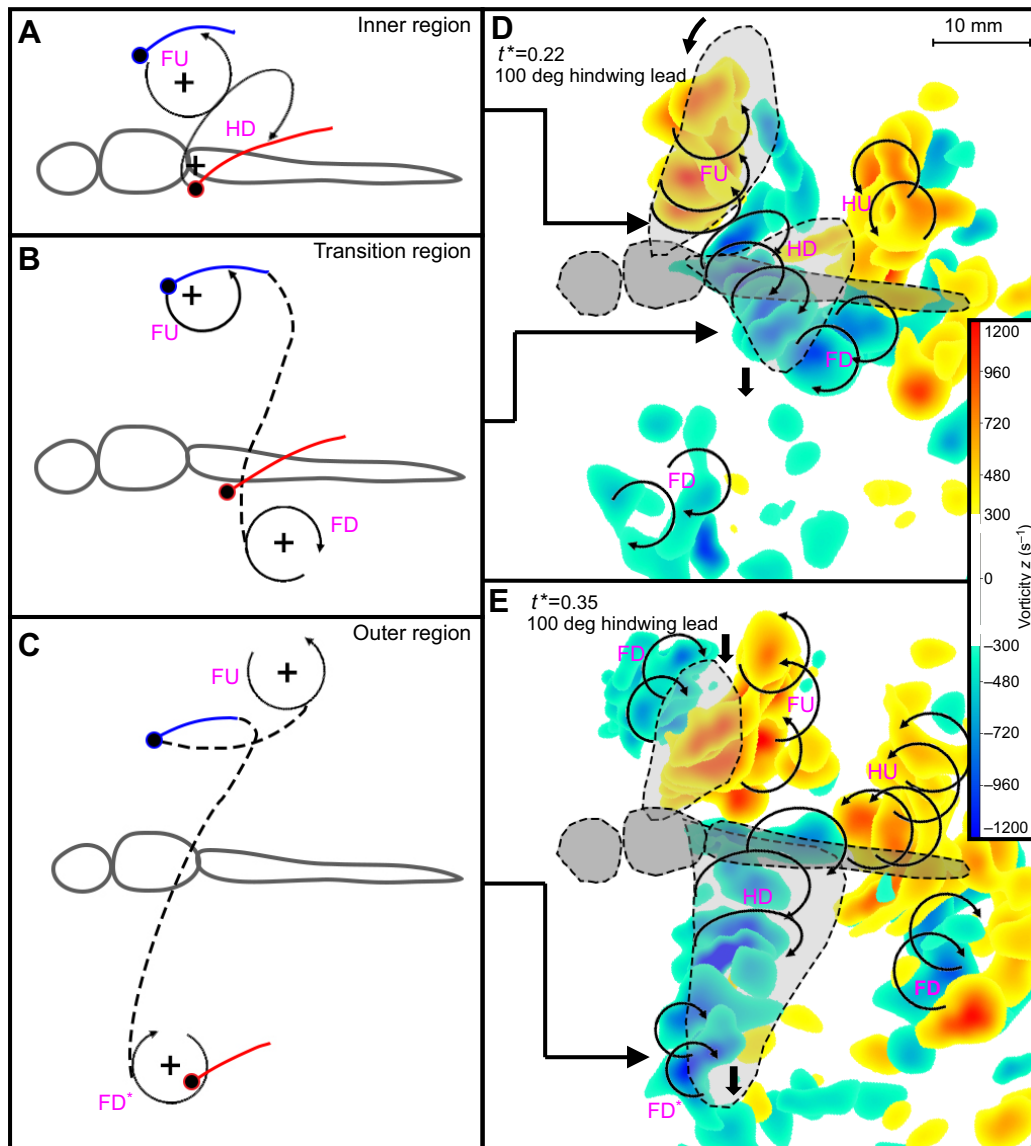 A
Inner region
FU
HD
B
Transition region
FU
FD
C
Outer region
FU
FD*
D
t*=0.22
100 deg hindwing lead
10 mm
FU
HU
HD
FD
FD
1200
960
720
480
300
0
–300
–480
–720
–960
–1200
Vorticity z (s–1)
E
t*=0.35
100 deg hindwing lead
FD
FU
HU
HD
FD
FD*